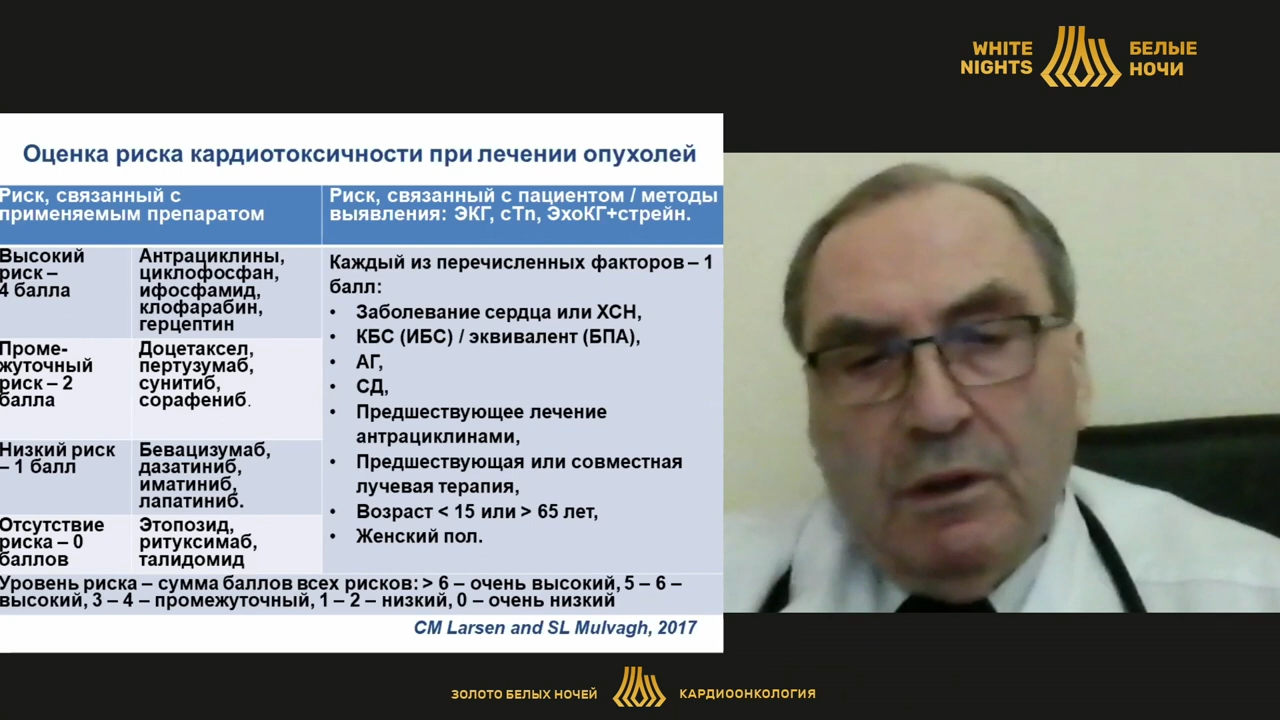 WHITE
NIGHTS
БЕЛЫЕ
НОЧИ
Оценка риска кардиотоксичности при лечении опухолей
Риск, связанный с
применяемым препаратом
Риск, связанный с пациентом / методы
выявления: ЭКГ, сTn, ЭхоКГ+стрейн.
Высокий
риск –
4 балла
Антрациклины,
циклофосфан,
ифосфамид,
клофарабин,
герцептин
Проме-
жуточный
риск – 2
балла
Доцетаксел,
пертузумаб,
сунитиб,
сорафениб.
Низкий риск
– 1 балл
Бевацизумаб,
дазатиниб,
иматиниб,
лапатиниб.
Отсутствие
риска – 0
баллов
Этопозид,
ритуксимаб,
талидомид
Каждый из перечисленных факторов – 1
балл:
• Заболевание сердца или ХСН,
• КБС (ИБС) / эквивалент (БПА),
• АГ,
• СД,
• Предшествующее лечение
антрациклинами,
• Предшествующая или совместная
лучевая терапия,
• Возраст < 15 или > 65 лет,
• Женский пол.
Уровень риска – сумма баллов всех рисков: > 6 – очень высокий, 5 – 6 –
высокий, 3 – 4 – промежуточный, 1 – 2 – низкий, 0 – очень низкий
CM Larsen and SL Mulvagh, 2017
ЗОЛОТО БЕЛЫХ НОЧЕЙ
КАРДИООНКОЛОГИЯ